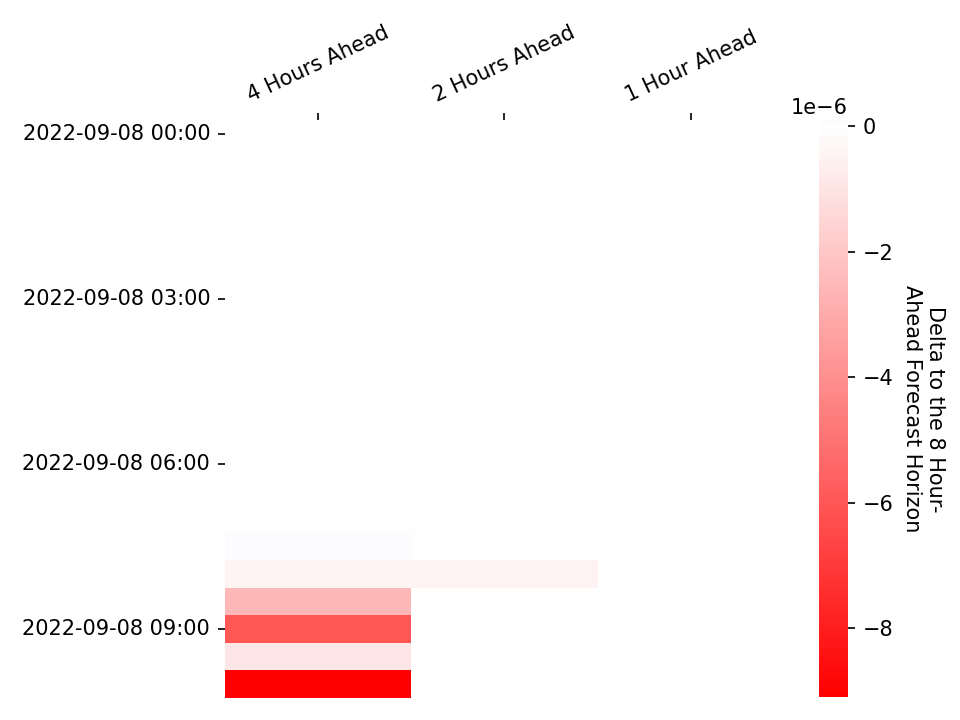 4 Hours Ahead
2 Hours Ahead
1 Hour Ahead
1e−6
2022-09-08 00:00
2022-09-08 03:00
2022-09-08 06:00
2022-09-08 09:00
0
−2
−4
−6
−8
Delta to the 8 Hour-
Ahead Forecast Horizon